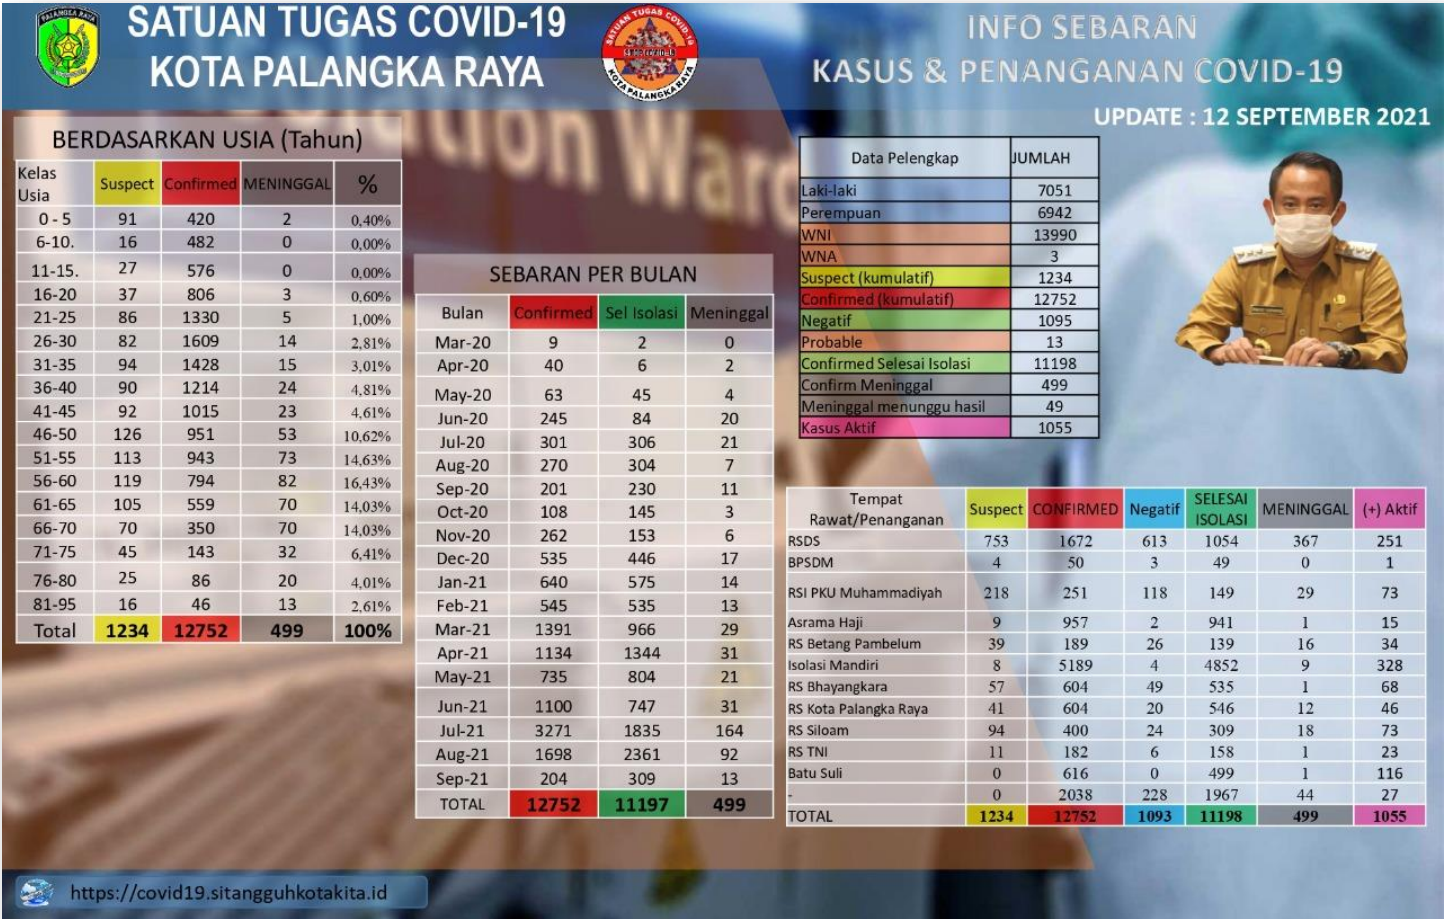 SATUAN TUGAS COVID-19
KOTA PALANGKA RAYA
PALANGKA RAYA
SATUAN TUGAS COVID-19
KOTA PALANGKA RAYA
INFO SEBARAN
KASUS & PENANGANAN COVID-19
UPDATE : 12 SEPTEMBER 2021
BERDASARKAN USIA (Tahun)
Kelas Usia Suspect Confirmed MENINGGAL %
0 - 5 91 420 2 0,40%
6-10. 16 482 0 0,00%
11-15. 27 576 0 0,00%
16-20 37 806 3 0,60%
21-25 86 1330 5 1,00%
26-30 82 1609 14 2,81%
31-35 94 1428 15 3,01%
36-40 90 1214 24 4,81%
41-45 92 1015 23 4,61%
46-50 126 951 53 10,62%
51-55 113 943 73 14,63%
56-60 119 794 82 16,43%
61-65 105 559 70 14,03%
66-70 70 350 70 14,03%
71-75 45 143 32 6,41%
76-80 25 86 20 4,01%
81-95 16 46 13 2,61%
Total 1234 12752 499 100%
SEBARAN PER BULAN
Bulan Confirmed Sel Isolasi Meninggal
Mar-20 9 2 0
Apr-20 40 6 2
May-20 63 45 4
Jun-20 245 84 20
Jul-20 301 306 21
Aug-20 270 304 7
Sep-20 201 230 11
Oct-20 108 145 3
Nov-20 262 153 6
Dec-20 535 446 17
Jan-21 640 575 14
Feb-21 545 535 13
Mar-21 1391 966 29
Apr-21 1134 1344 31
May-21 735 804 21
Jun-21 1100 747 31
Jul-21 3271 1835 164
Aug-21 1698 2361 92
Sep-21 204 309 13
TOTAL 12752 11197 499
Data Pelengkap JUMLAH
Laki-laki 7051
Perempuan 6942
WNI 13990
WNA 3
Suspect (kumulatif) 1234
Confirmed (kumulatif) 12752
Negatif 1095
Probable 13
Confirmed Selesai Isolasi 11198
Confirm Meninggal 499
Meninggal menunggu hasil 49
Kasus Aktif 1055
Tempat Rawat/Penanganan Suspect CONFIRMED Negatif SELESAI ISOLASI MENINGGAL (+) Aktif
RSDS 753 1672 613 1054 367 251
BPSDM 4 50 3 49 0 1
RSI PKU Muhammadiyah 218 251 118 149 29 73
Asrama Haji 9 957 2 941 1 15
RS Betang Pambelum 39 189 26 139 16 34
Isolasi Mandiri 8 5189 4 4852 9 328
RS Bhayangkara 57 604 49 535 1 68
RS Kota Palangka Raya 41 604 20 546 12 46
RS Siloam 94 400 24 309 18 73
RS TNI 11 182 6 158 1 23
Batu Suli 0 616 0 499 1 116
- 0 2038 228 1967 44 27
TOTAL 1234 12752 1093 11198 499 1055
https://covid19.sitangguhkotakita.id